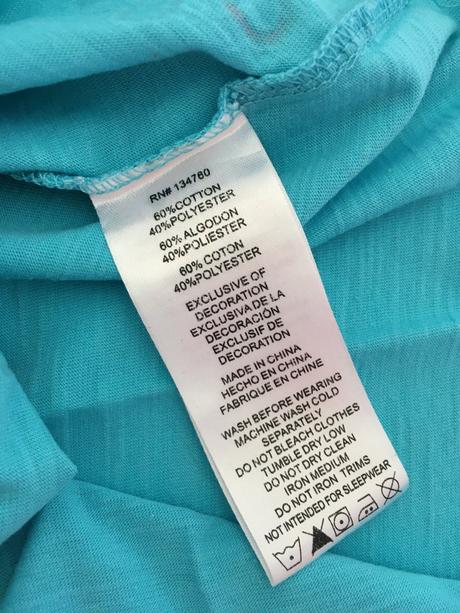 RN# 134760
60%COTTON
40%POLYESTER
60% ALGODON
40%POLIESTER
60% COTON
40%POLYESTER
EXCLUSIVE OF
DECORATION
EXCLUSIVA DE LA
DECORACIÓN
EXCLUSIF DE
DECORATION
MADE IN CHINA
HECHO EN CHINA
FABRIQUE EN CHINE
WASH BEFORE WEARING
MACHINE WASH COLD
SEPARATELY
DO NOT BLEACH CLOTHES
TUMBLE DRY LOW
DO NOT DRY CLEAN
IRON MEDIUM
DO NOT IRON TRIMS
NOT INTENDED FOR SLEEPWEAR